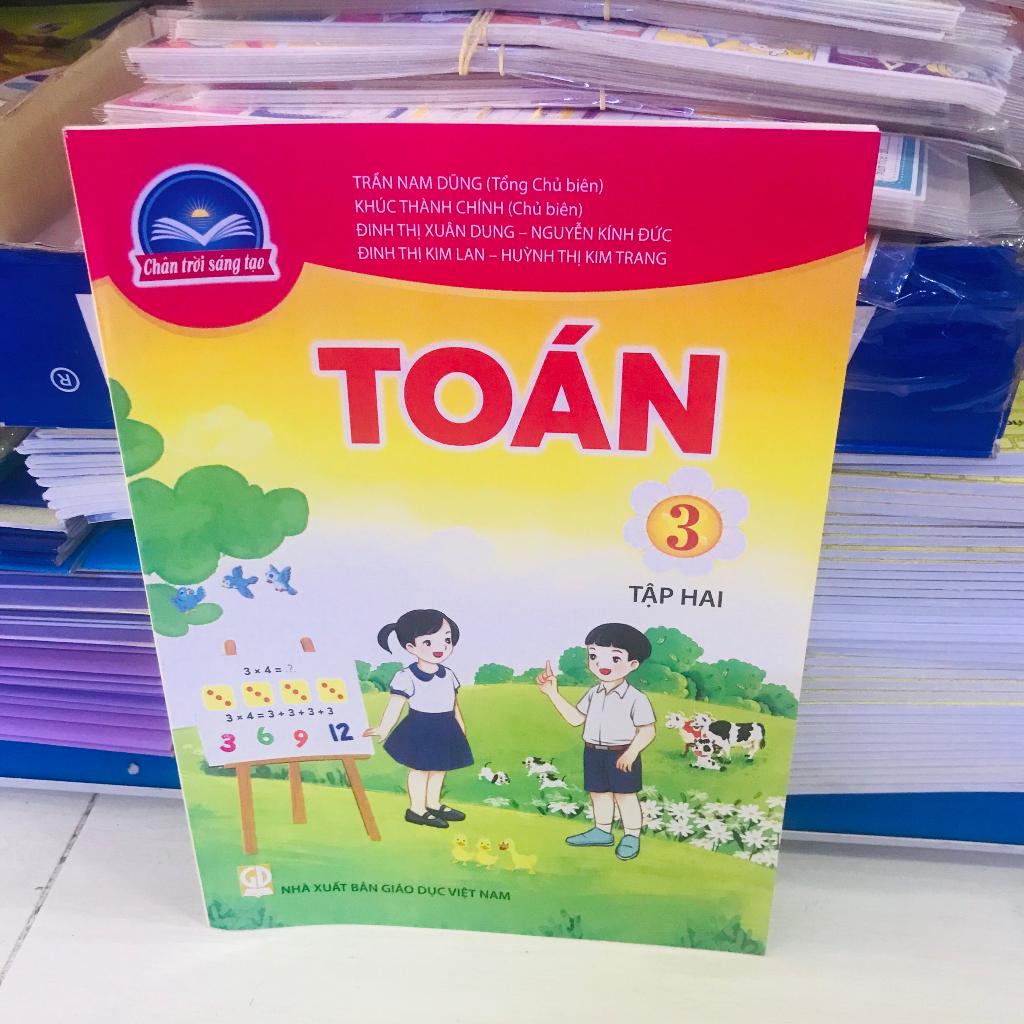 TRẦN NAM DŨNG (Tổng Chủ biên)
KHÚC THÀNH CHÍNH (Chủ biên)
ĐINH THỊ XUÂN DUNG – NGUYỄN KÍNH ĐỨC
ĐINH THỊ KIM LAN – HUỲNH THỊ KIM TRANG
Chân trời sáng tạo
TOÁN
3
TẬP HAI
3 × 4 = ?
3 × 4 = 3 + 3 + 3 + 3
3 6 9 12
GD
NHÀ XUẤT BẢN GIÁO DỤC VIỆT NAM
®